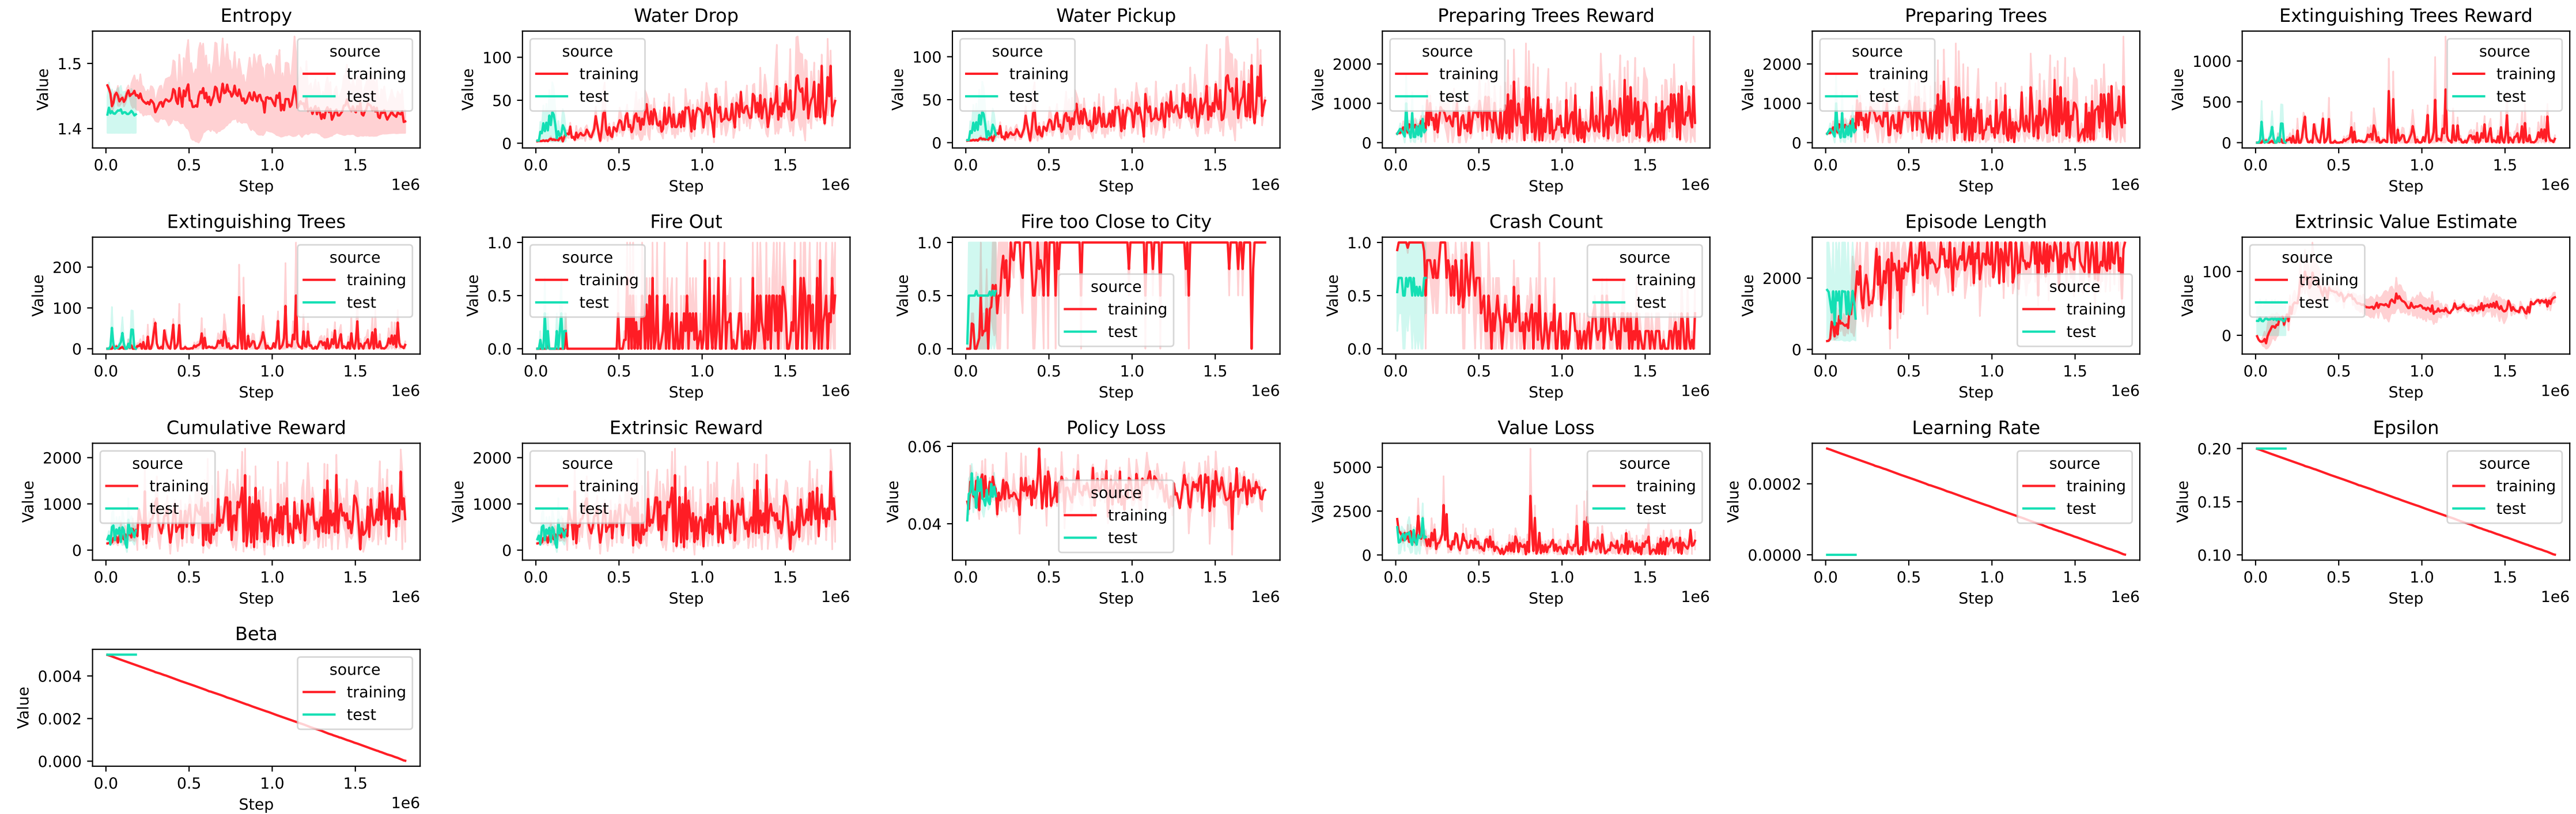 Entropy
Value
1.5
1.4
0.0 0.5 1.0 1.5
Step
1e6
source
training
test
Water Drop
Value
100
50
0
0.0 0.5 1.0 1.5
Step
1e6
source
training
test
Water Pickup
Value
100
50
0
0.0 0.5 1.0 1.5
Step
1e6
source
training
test
Preparing Trees Reward
Value
2000
1000
0
0.0 0.5 1.0 1.5
Step
1e6
source
training
test
Preparing Trees
Value
2000
1000
0
0.0 0.5 1.0 1.5
Step
1e6
source
training
test
Extinguishing Trees Reward
Value
1000
500
0
0.0 0.5 1.0 1.5
Step
1e6
source
training
test
Extinguishing Trees
Value
200
100
0
0.0 0.5 1.0 1.5
Step
1e6
source
training
test
Fire Out
Value
1.0
0.5
0.0
0.0 0.5 1.0 1.5
Step
1e6
source
training
test
Fire too Close to City
Value
1.0
0.5
0.0
0.0 0.5 1.0 1.5
Step
1e6
source
training
test
Crash Count
Value
1.0
0.5
0.0
0.0 0.5 1.0 1.5
Step
1e6
source
training
test
Episode Length
Value
2000
0
0.0 0.5 1.0 1.5
Step
1e6
source
training
test
Extrinsic Value Estimate
Value
100
0
0.0 0.5 1.0 1.5
Step
1e6
source
training
test
Cumulative Reward
Value
2000
1000
0
0.0 0.5 1.0 1.5
Step
1e6
source
training
test
Extrinsic Reward
Value
2000
1000
0
0.0 0.5 1.0 1.5
Step
1e6
source
training
test
Policy Loss
Value
0.06
0.04
0.0 0.5 1.0 1.5
Step
1e6
source
training
test
Value Loss
Value
5000
2500
0
0.0 0.5 1.0 1.5
Step
1e6
source
training
test
Learning Rate
Value
0.0002
0.0000
0.0 0.5 1.0 1.5
Step
1e6
source
training
test
Epsilon
Value
0.20
0.15
0.10
0.0 0.5 1.0 1.5
Step
1e6
source
training
test
Beta
Value
0.004
0.002
0.000
0.0 0.5 1.0 1.5
Step
1e6
source
training
test